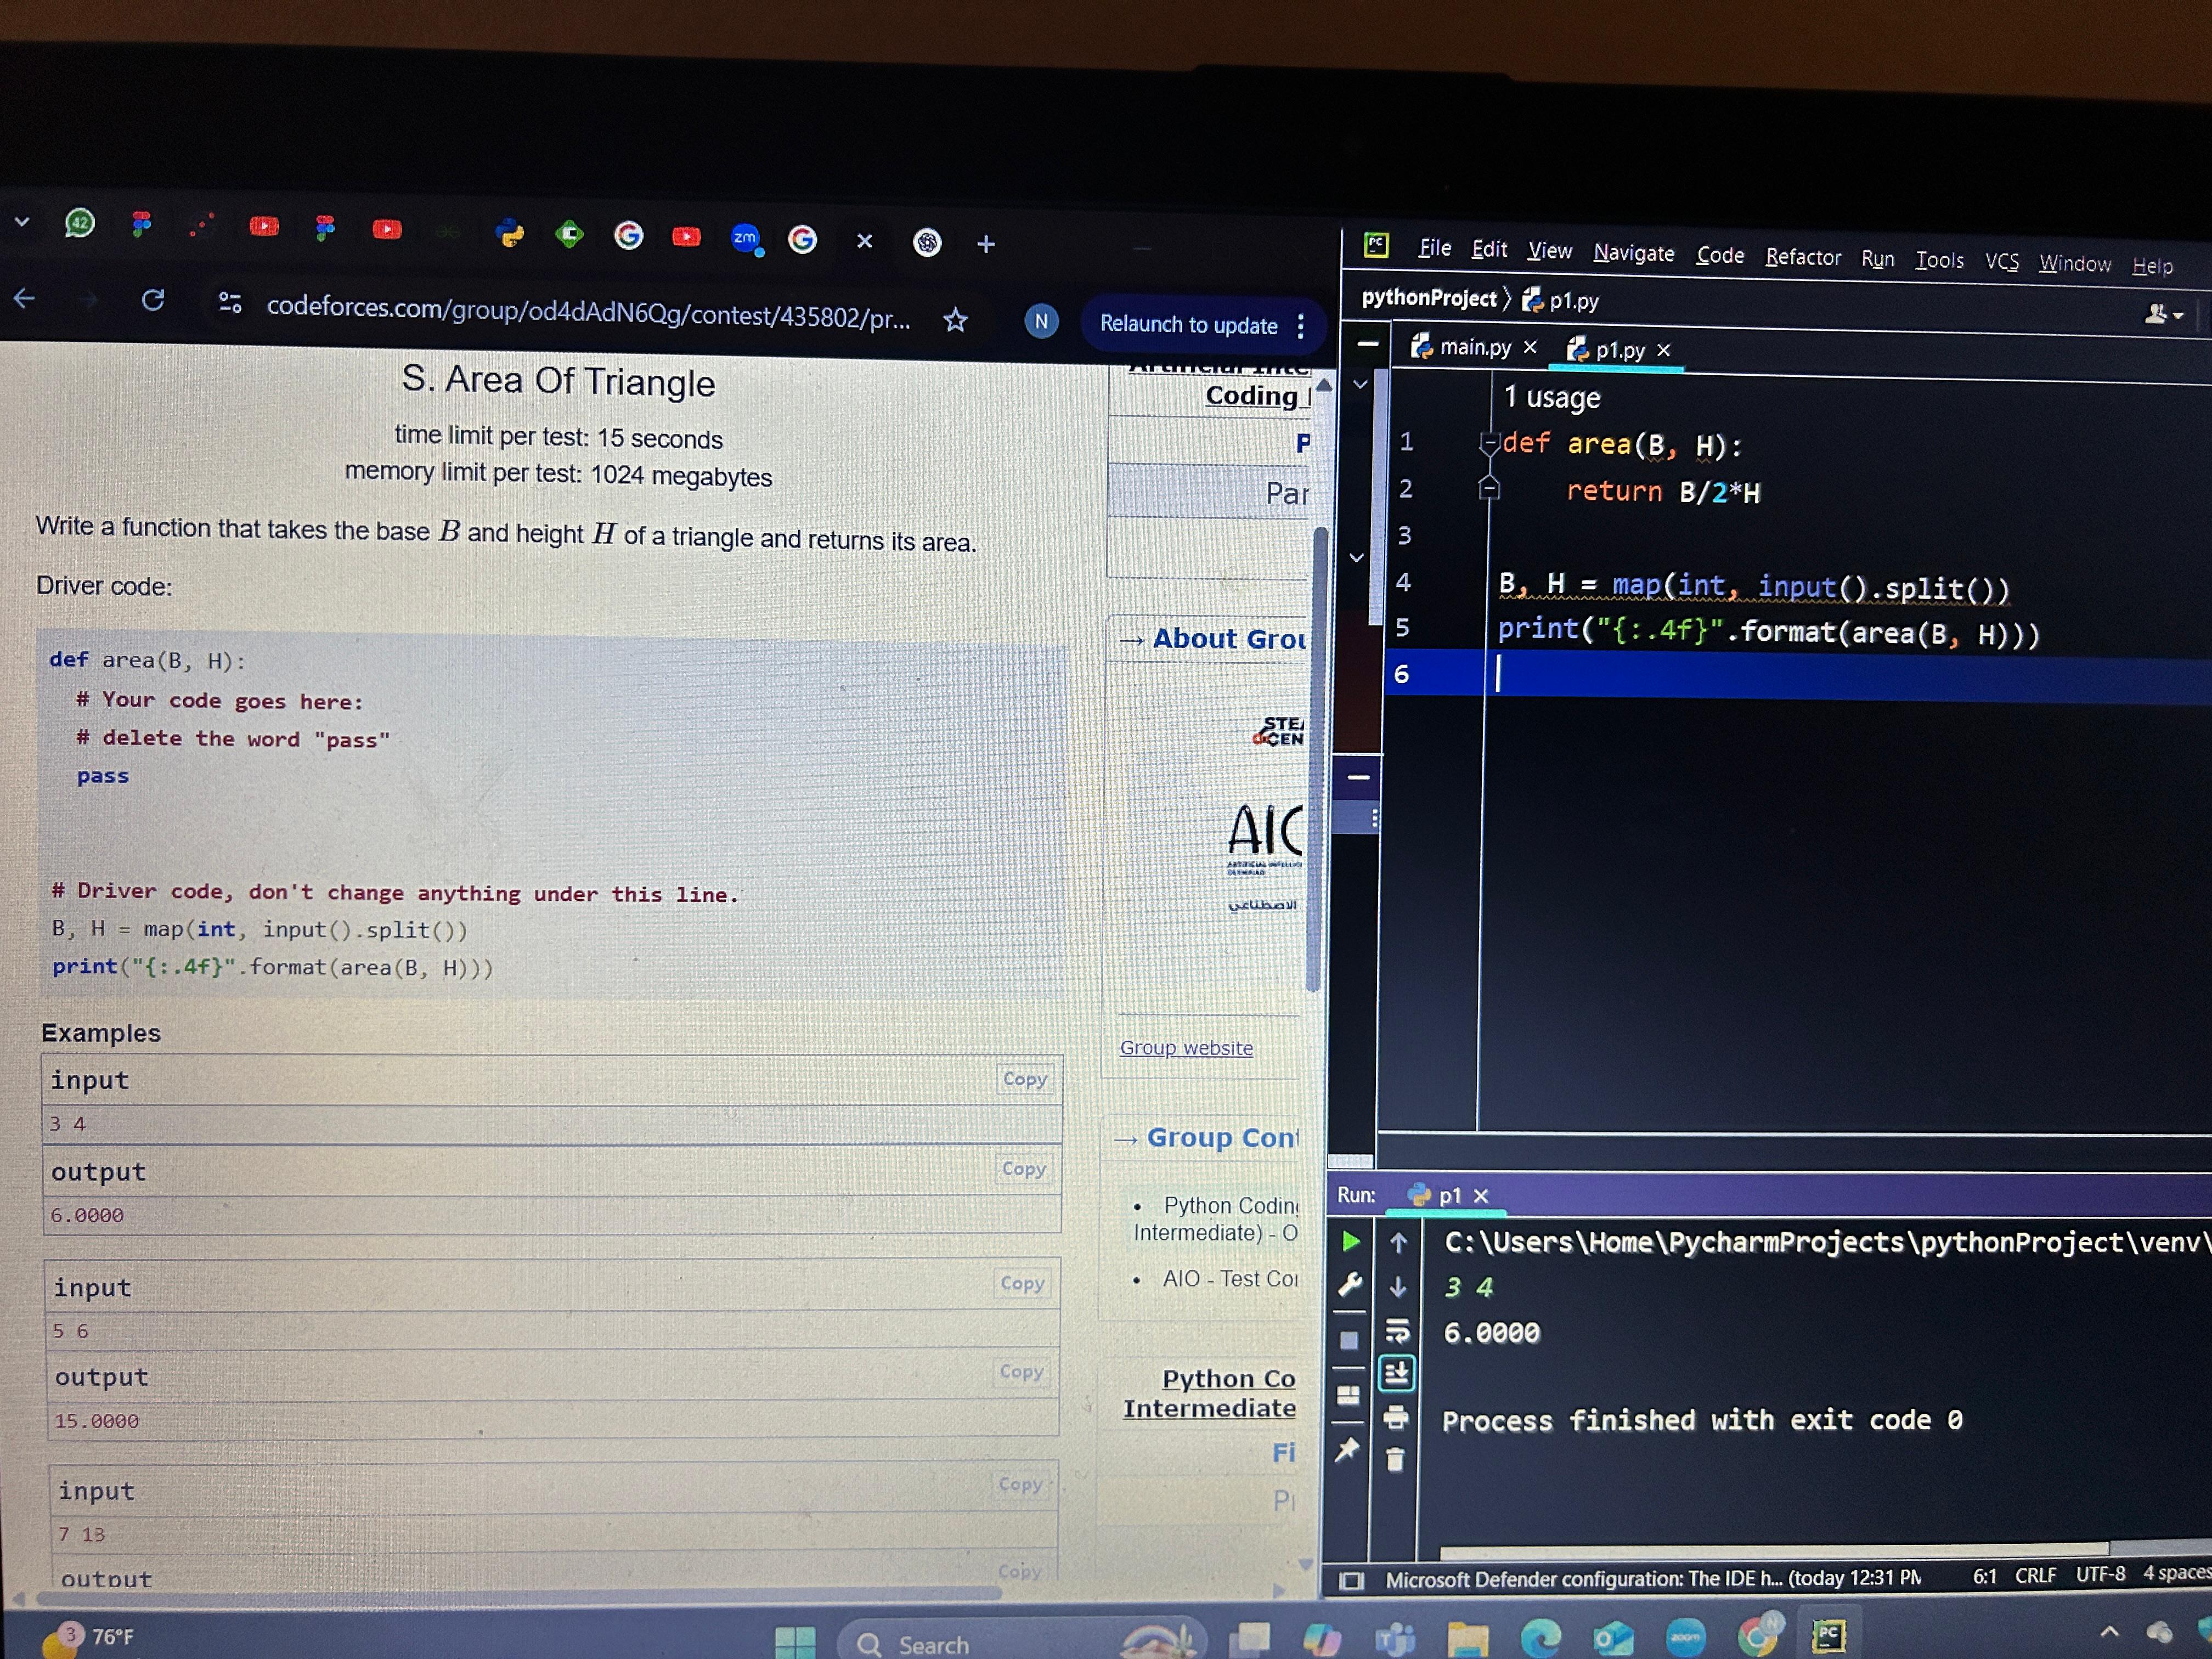 42
zm
codeforces.com/group/od4dAdN6Qg/contest/435802/pr...
N
Relaunch to update
S. Area Of Triangle
time limit per test: 15 seconds
memory limit per test: 1024 megabytes
Write a function that takes the base B and height H of a triangle and returns its area.
Driver code:
def area(B, H):
# Your code goes here:
# delete the word "pass"
pass
# Driver code, don't change anything under this line.
B, H = map(int, input().split())
print("{:.4f}".format(area(B, H)))
Examples
input
Copy
3 4
output
Copy
6.0000
input
Copy
5 6
output
Copy
15.0000
input
Copy
7 13
output
Copy
Coding
P
Par
→ About Grou
STEA
CEN
AIO
ARTIFICIAL INTELLIG
OLYMPIAD
الاصطناعي
Group website
→ Group Cont
• Python Coding
Intermediate) - O
• AIO - Test Con
Python Co
Intermediate
Fi
PC
File Edit View Navigate Code Refactor Run Tools VCS Window Help
pythonProject p1.py
main.py × p1.py ×
1 usage
1 def area(B, H):
2 return B/2*H
3
4 B, H = map(int, input().split())
5 print("{:.4f}".format(area(B, H)))
6
Run: p1 ×
C:\Users\Home\PycharmProjects\pythonProject\venv\
3 4
6.0000
Process finished with exit code 0
Microsoft Defender configuration: The IDE h... (today 12:31 PM 6:1 CRLF UTF-8 4 spaces
3 76°F
Search
zoom
N
PC